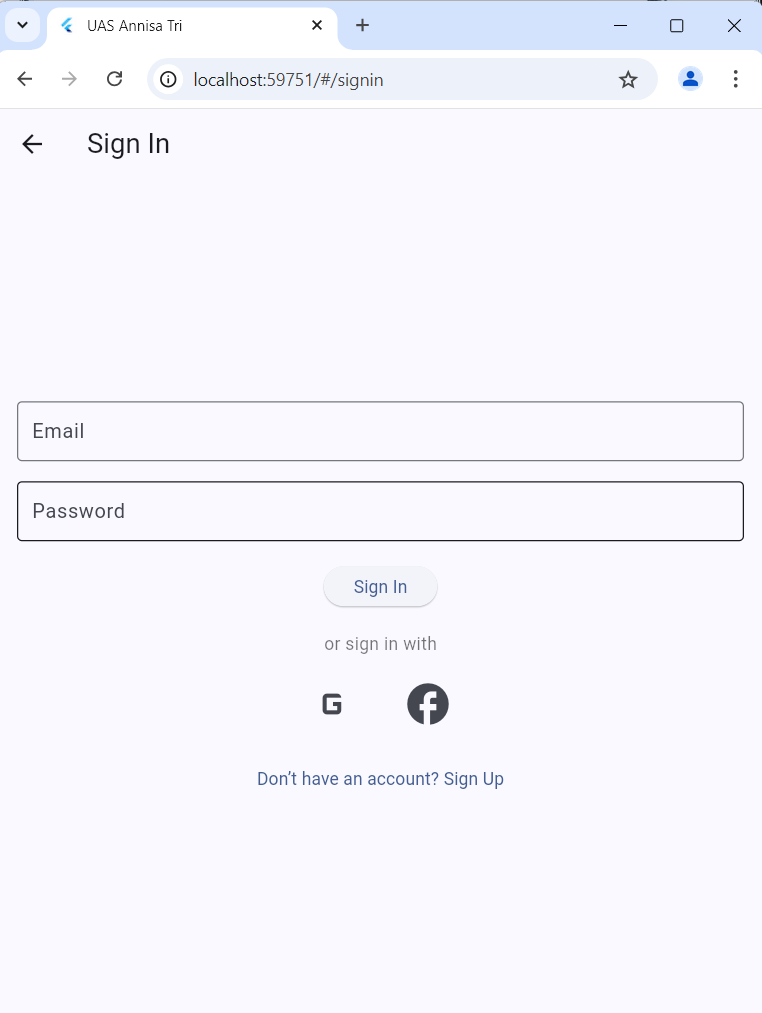 UAS Annisa Tri
localhost:59751/#/signin
Sign In
Email
Password
Sign In
or sign in with
G
Don’t have an account? Sign Up